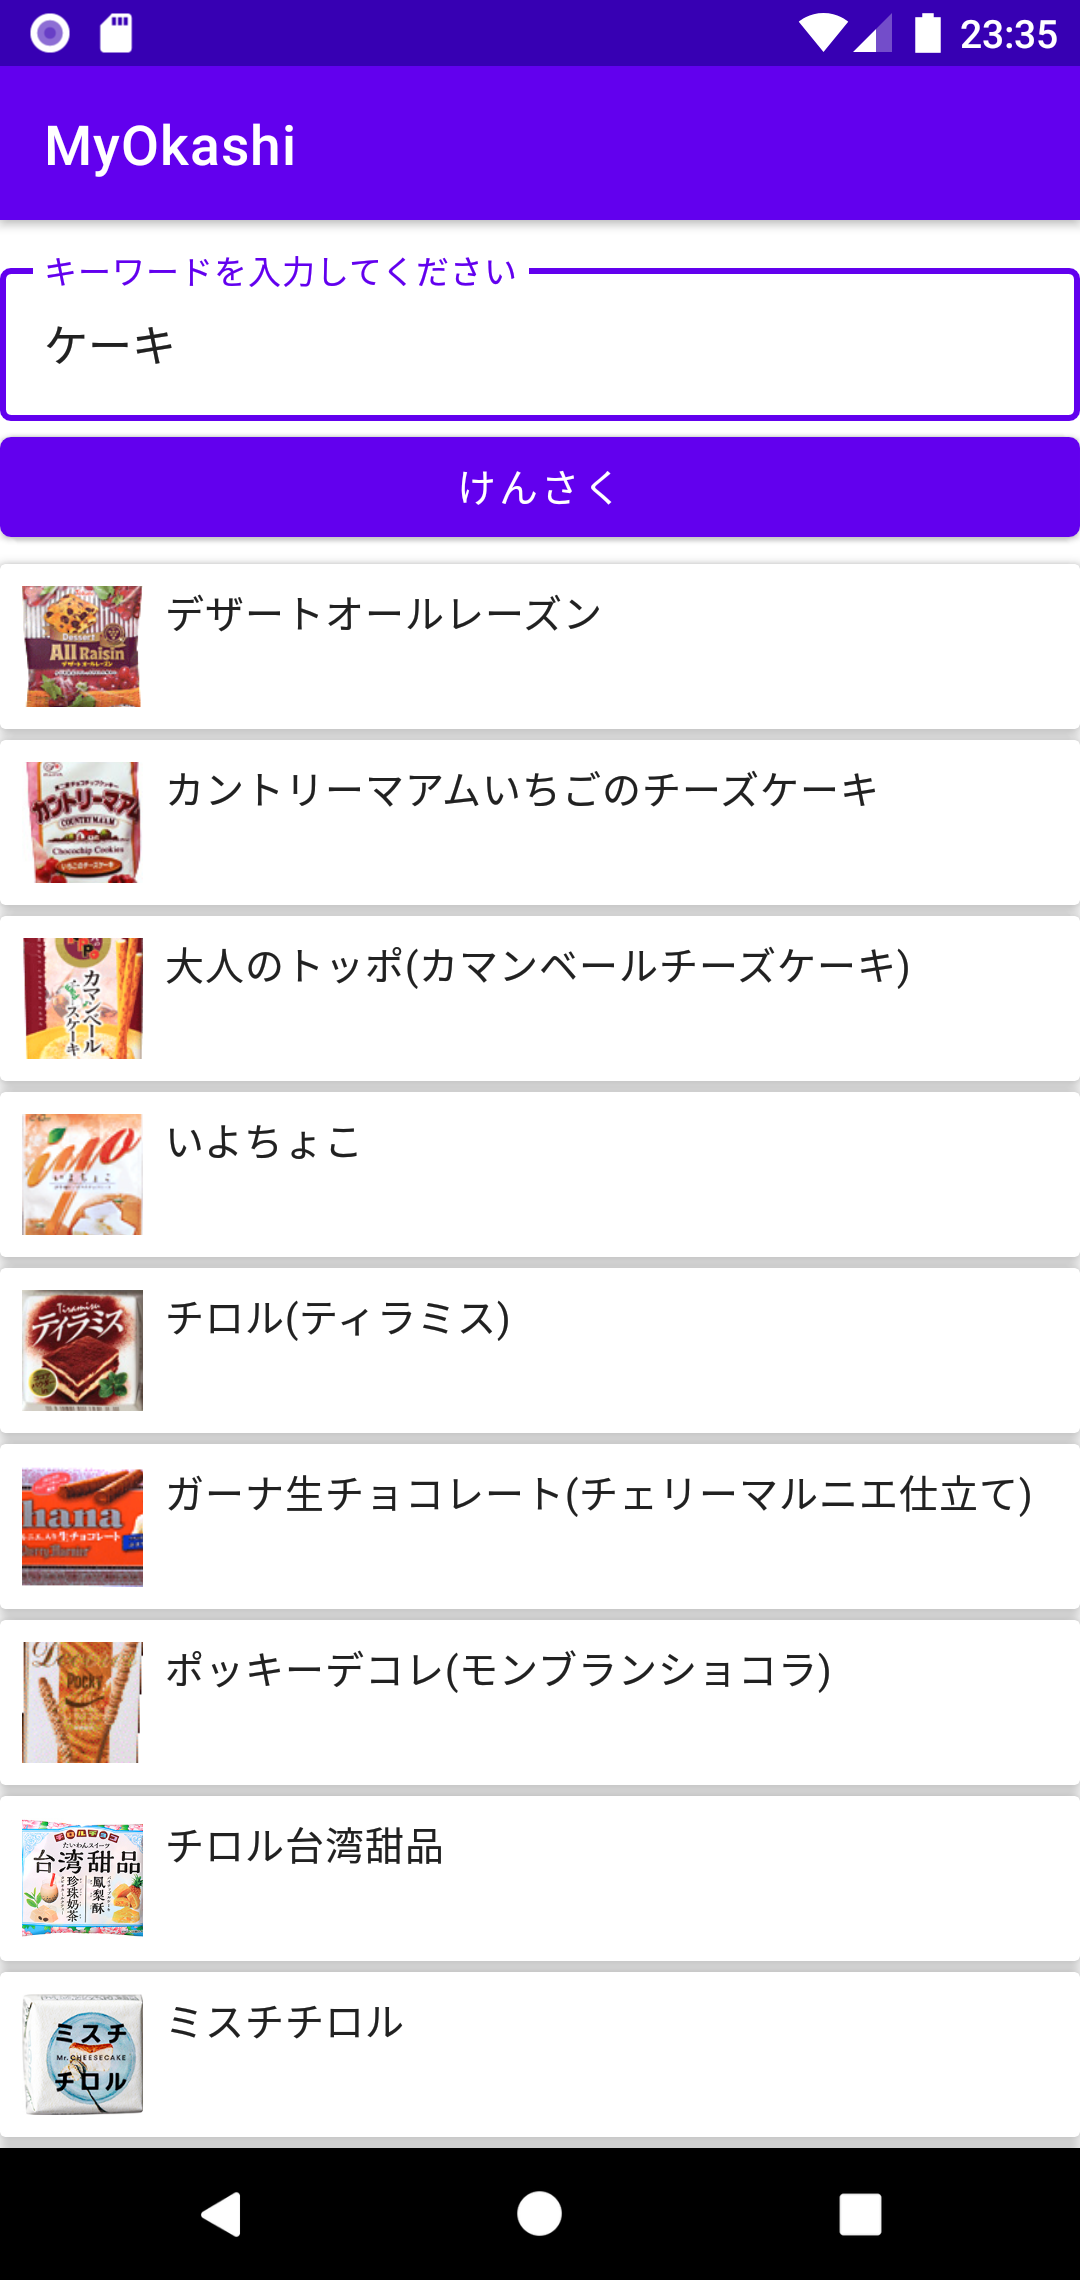 23:35
MyOkashi
キーワードを入力してください
ケーキ
けんさく
Dessert
All Raisin
デザートオールレーズン
カントリーマアム
COUNTRY MA'AM
Chocochip Cookies
いちごのチーズケーキ
カントリーマアムいちごのチーズケーキ
カマンベール
チーズケーキ
大人のトッポ(カマンベールチーズケーキ)
iyo
いよちょこ
いよちょこ
Tiramisu
ティラミス
チロル(ティラミス)
hana
生チョコレート
ガーナ生チョコレート(チェリーマルニエ仕立て)
POCKY
ポッキーデコレ(モンブランショコラ)
チロルチョコ
たいわんスイーツ
台湾甜品
珍珠奶茶
鳳梨酥
チロル台湾甜品
ミスチ
Mr. CHEESECAKE
チロル
ミスチチロル